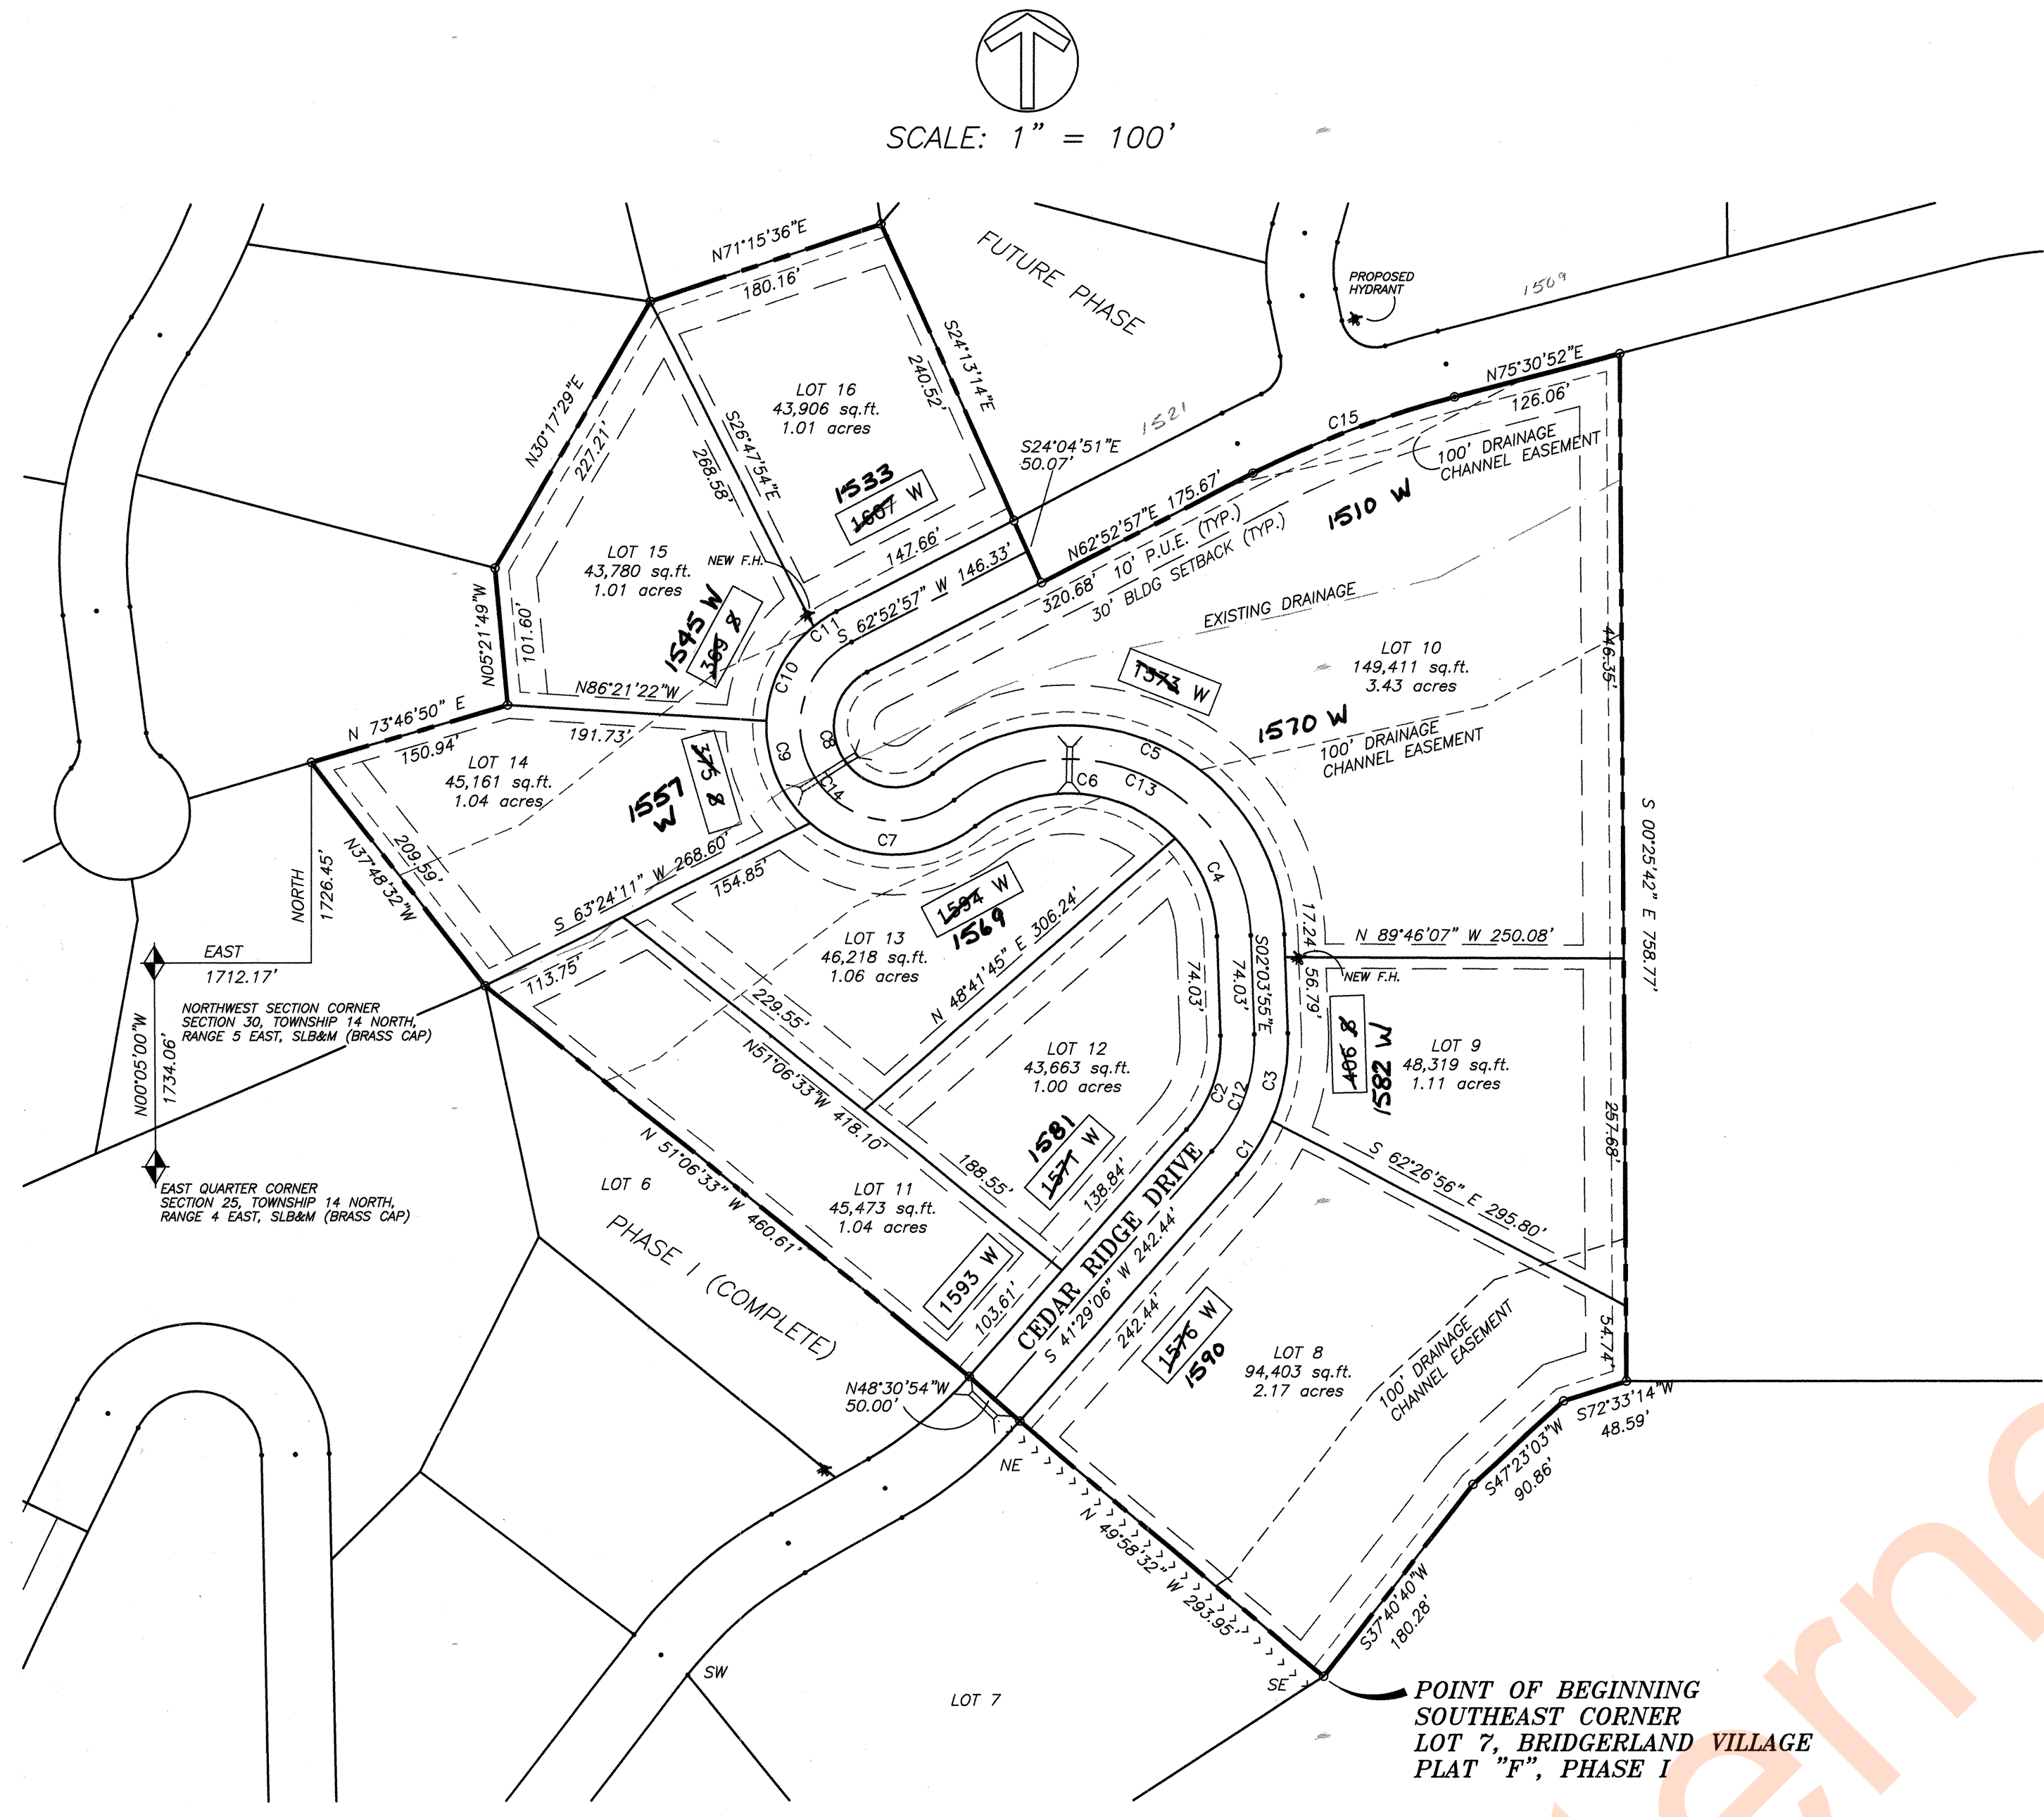 SCALE: 1" = 100'
N71°15'36"E
180.16'
FUTURE PHASE
PROPOSED
HYDRANT
1509
N30°17'29"E
227.21'
LOT 16
43,906 sq.ft.
1.01 acres
S24°13'14"E
240.52'
S26°47'54"E
268.58'
1533
1607 W
147.66'
1521
S24°04'51"E
50.07'
N75°30'52"E
126.06'
C15
100' DRAINAGE
CHANNEL EASEMENT
N62°52'57"E 175.67'
1510 W
320.68' 10' P.U.E. (TYP.)
30' BLDG SETBACK (TYP.)
LOT 15
43,780 sq.ft.
1.01 acres
NEW F.H.
1545 W
369 S
C11
S 62°52'57" W 146.33'
C10
N05°21'49"W
101.60'
N86°21'22"W
191.73'
EXISTING DRAINAGE
LOT 10
149,411 sq.ft.
3.43 acres
446.35'
1573 W
1570 W
100' DRAINAGE
CHANNEL EASEMENT
N 73°46'50" E
150.94'
LOT 14
45,161 sq.ft.
1.04 acres
375 S
1557
W
C9
C8
C14
C7
C5
C6
C13
C4
N37°48'32"W
209.59'
S 63°24'11" W 268.60'
154.85'
113.75'
NORTH
1726.45'
EAST
1712.17'
S 00°25'42" E 758.77'
NORTHWEST SECTION CORNER
SECTION 30, TOWNSHIP 14 NORTH,
RANGE 5 EAST, SLB&M (BRASS CAP)
N00°05'00"W
1734.06'
EAST QUARTER CORNER
SECTION 25, TOWNSHIP 14 NORTH,
RANGE 4 EAST, SLB&M (BRASS CAP)
1594 W
1569
LOT 13
46,218 sq.ft.
1.06 acres
N 48°41'45" E 306.24'
229.55'
N51°06'33"W 418.10'
188.55'
74.03'
74.03'
S02°03'55"E
17.24'
56.79'
N 89°46'07" W 250.08'
NEW F.H.
LOT 12
43,663 sq.ft.
1.00 acres
1581
1571 W
138.84'
C2
C12
C3
C1
406 S
1582 W
LOT 9
48,319 sq.ft.
1.11 acres
257.68'
S 62°26'56" E 295.80'
54.74'
N 51°06'33" W 460.61'
LOT 6
PHASE I (COMPLETE)
LOT 11
45,473 sq.ft.
1.04 acres
1593 W
103.61'
CEDAR RIDGE DRIVE
S 41°29'06" W 242.44'
242.44'
1576 W
1590
LOT 8
94,403 sq.ft.
2.17 acres
100' DRAINAGE
CHANNEL EASEMENT
N48°30'54"W
50.00'
S72°33'14"W
48.59'
S47°23'03"W
90.86'
S37°40'40"W
180.28'
NE
N 49°58'32" W 293.95'
SE
SW
LOT 7
POINT OF BEGINNING
SOUTHEAST CORNER
LOT 7, BRIDGERLAND VILLAGE
PLAT "F", PHASE I